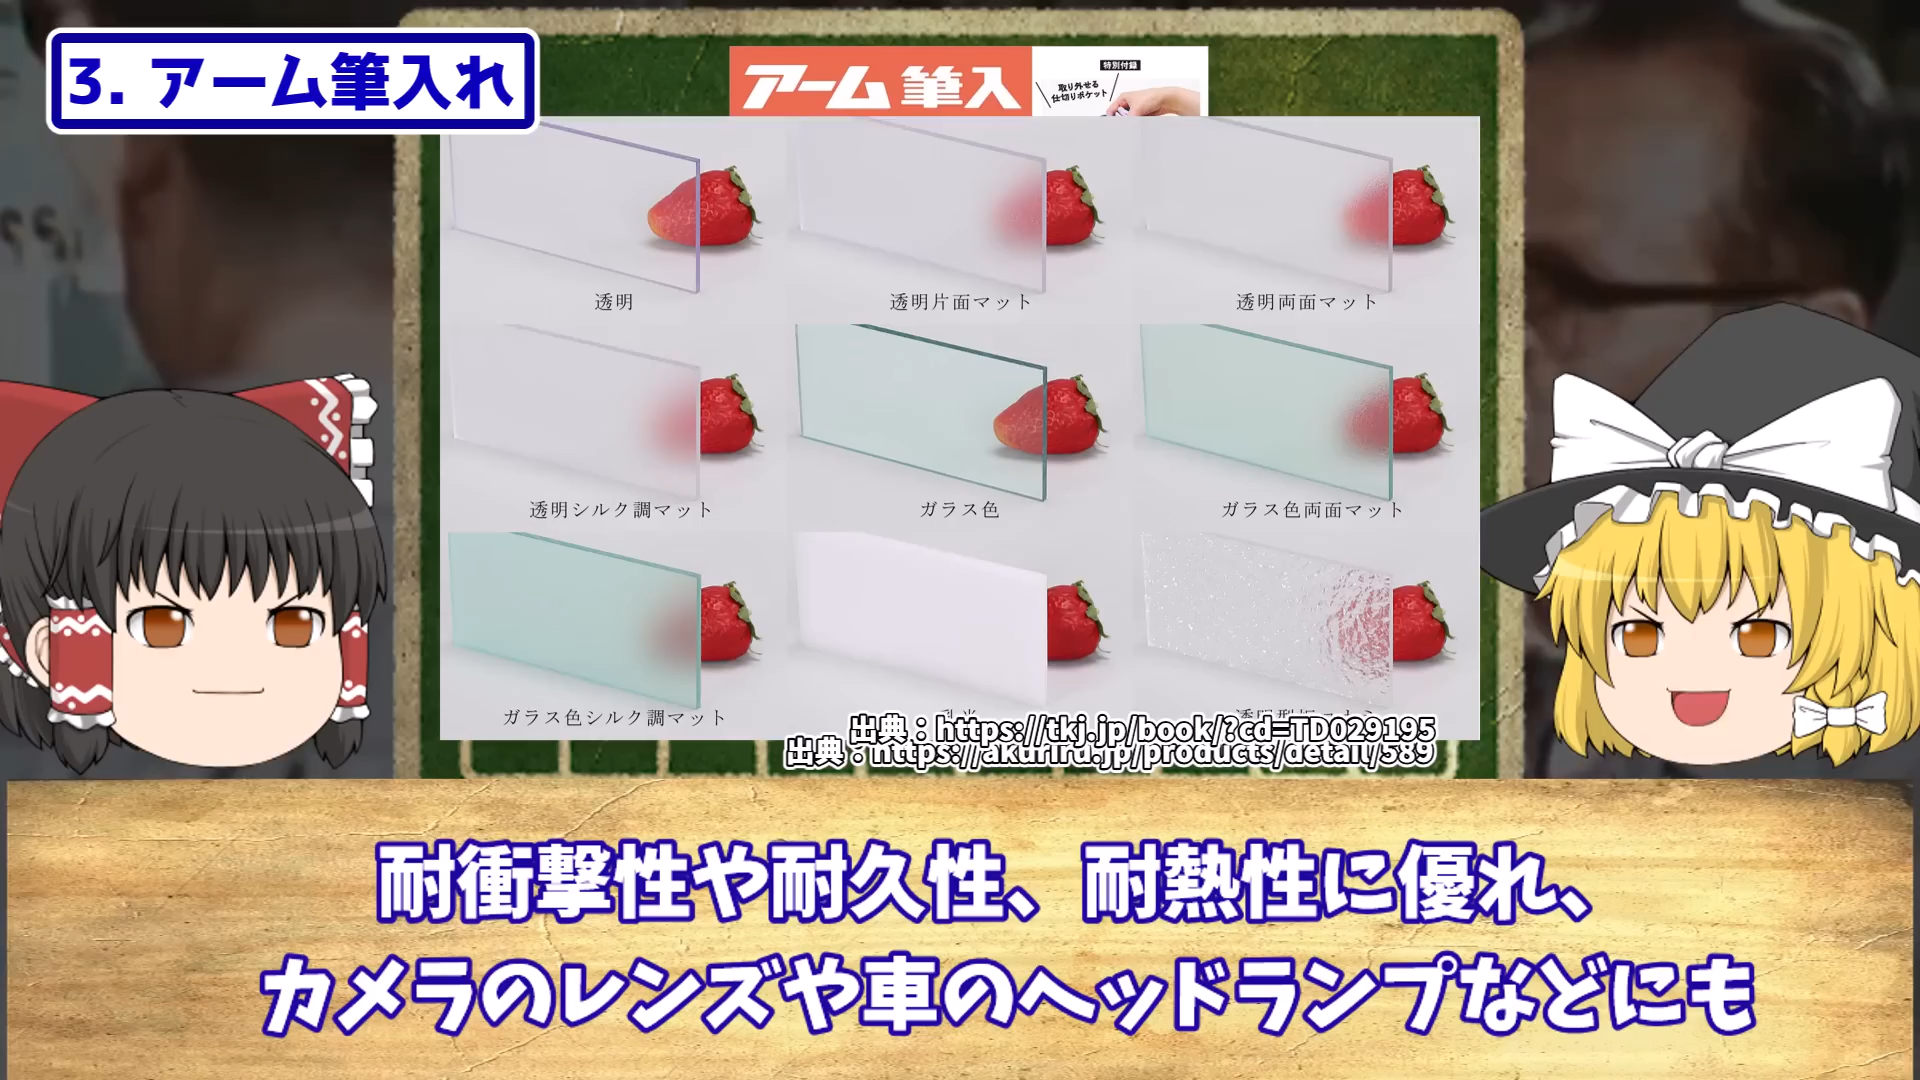 3. アーム筆入れ
アーム筆入
特別付録
取り外せる
仕切りポケット
透明
透明片面マット
透明両面マット
透明シルク調マット
ガラス色
ガラス色両面マット
ガラス色シルク調マット
出典：https://tkj.jp/book/?cd=TD029195
出典：https://akuriru.jp/products/detail/589
耐衝撃性や耐久性、耐熱性に優れ、
カメラのレンズや車のヘッドランプなどにも